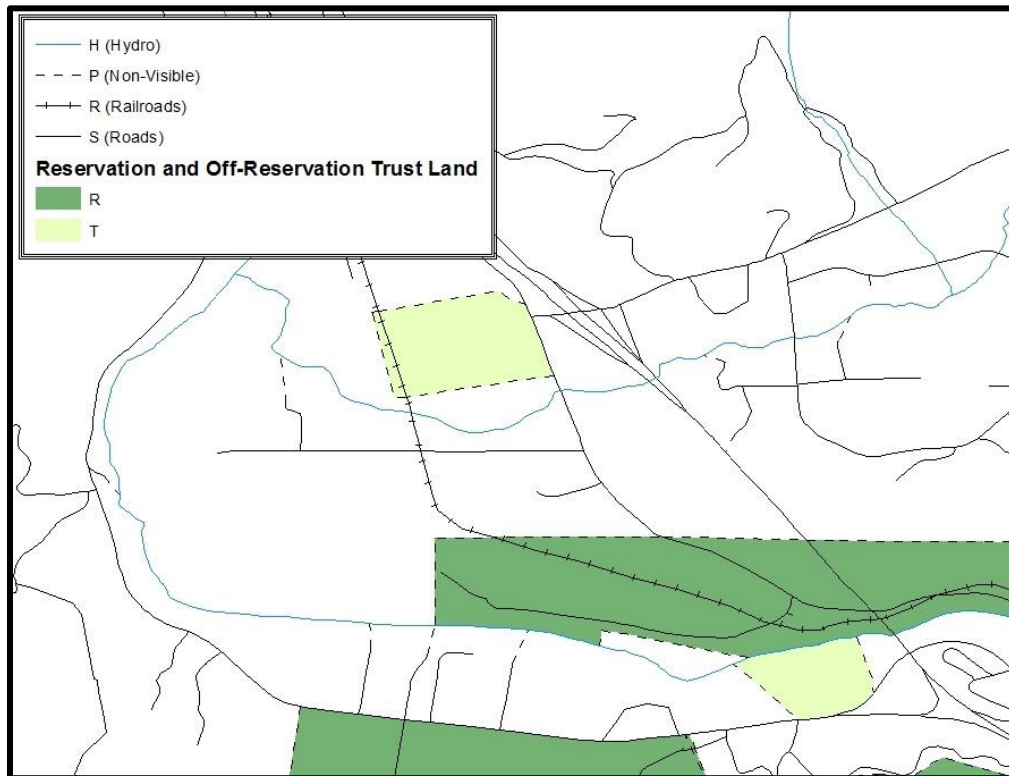 H (Hydro)
P (Non-Visible)
R (Railroads)
S (Roads)
Reservation and Off-Reservation Trust Land
R
T